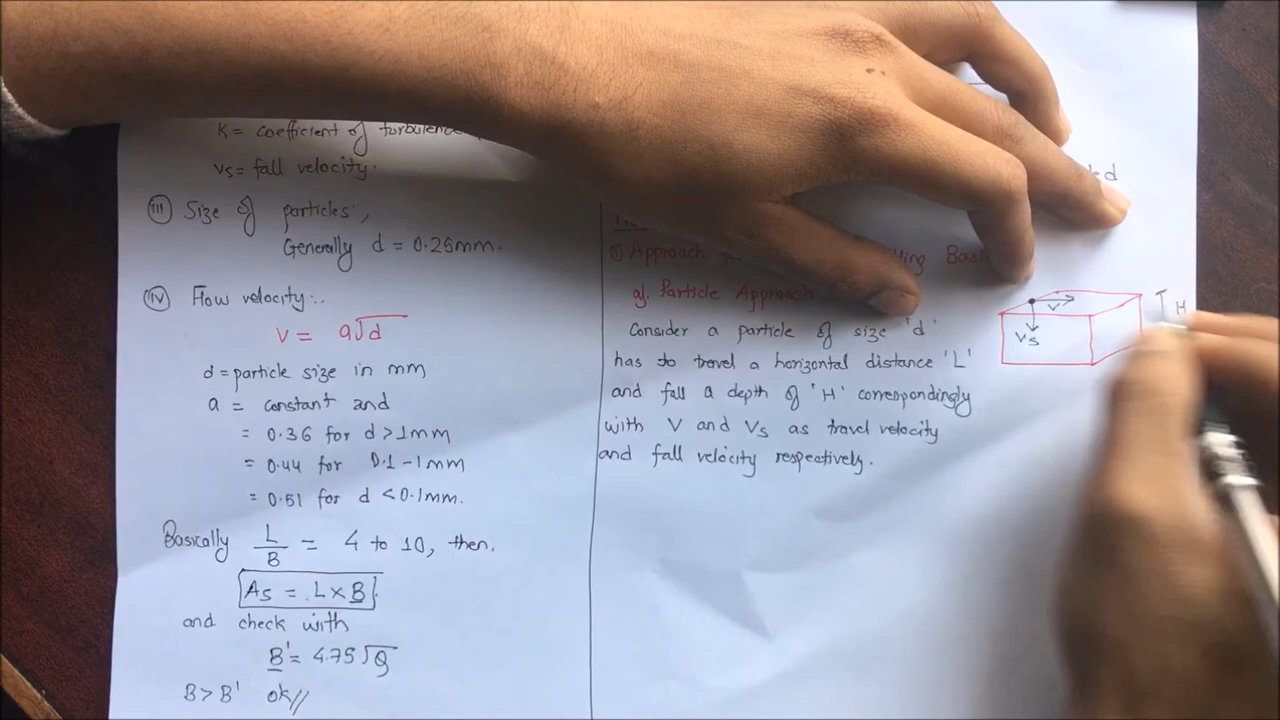 K = coefficient of turbulence
vs = fall velocity.
(iii) Size of particles,
Generally d = 0.25mm.
(iv) Flow velocity:.
V = a√d
d = particle size in mm
a = constant and
= 0.36 for d > 1mm
= 0.44 for 0.1 - 1mm
= 0.51 for d < 0.1mm.
Basically L/B = 4 to 10, then,
As = L × B
and check with
B' = 4.75√Q
B > B' ok//
(i) Approach
a). Particle Approach
Consider a particle of size 'd'
has to travel a horizontal distance 'L'
and fall a depth of 'H' correspondingly
with V and Vs as travel velocity
and fall velocity respectively.
V
H
Vs